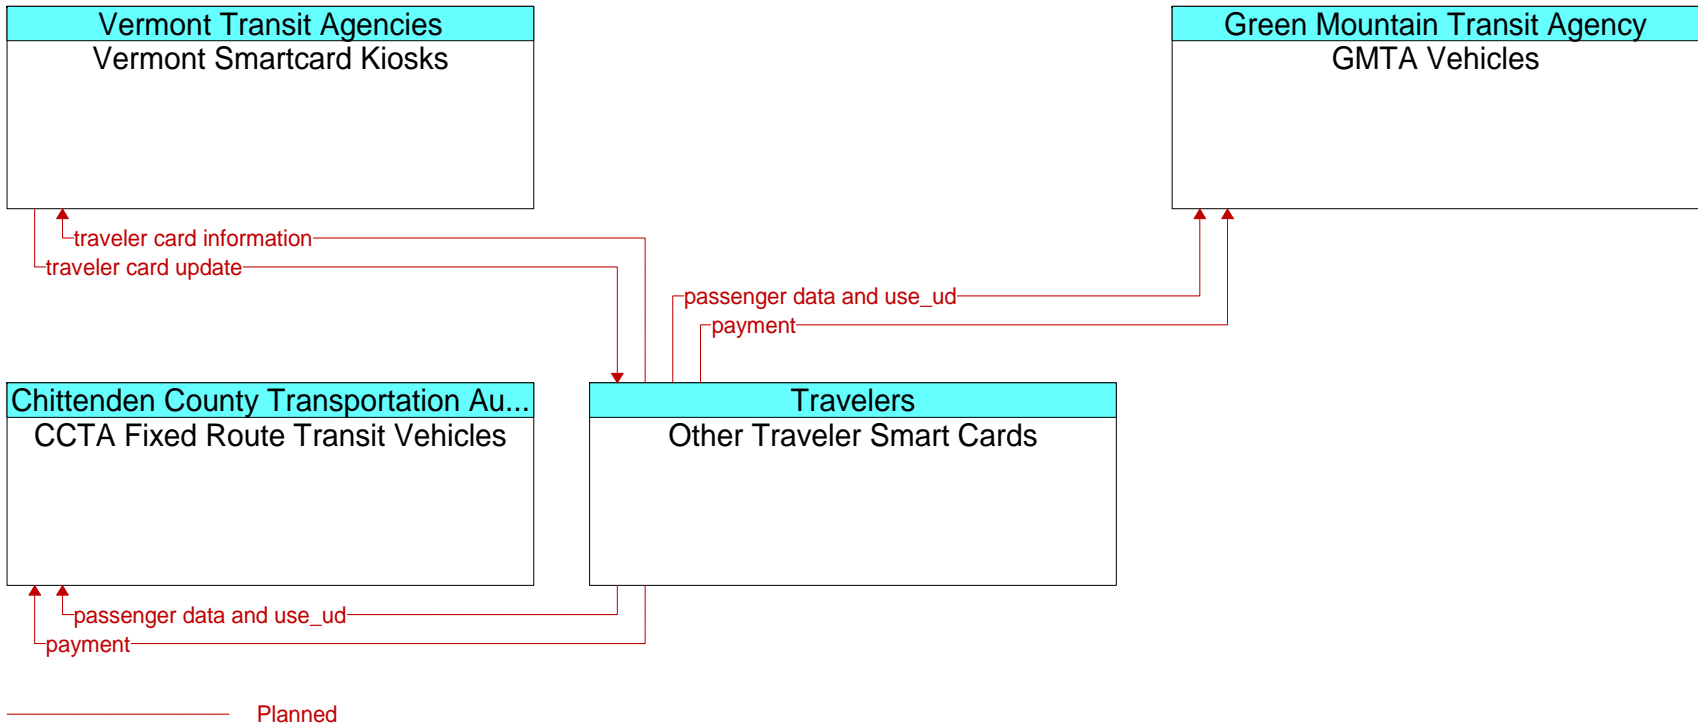 Vermont Transit Agencies
Vermont Smartcard Kiosks
Green Mountain Transit Agency
GMTA Vehicles
traveler card information
traveler card update
passenger data and use_ud
payment
Chittenden County Transportation Au...
CCTA Fixed Route Transit Vehicles
Travelers
Other Traveler Smart Cards
passenger data and use_ud
payment
Planned